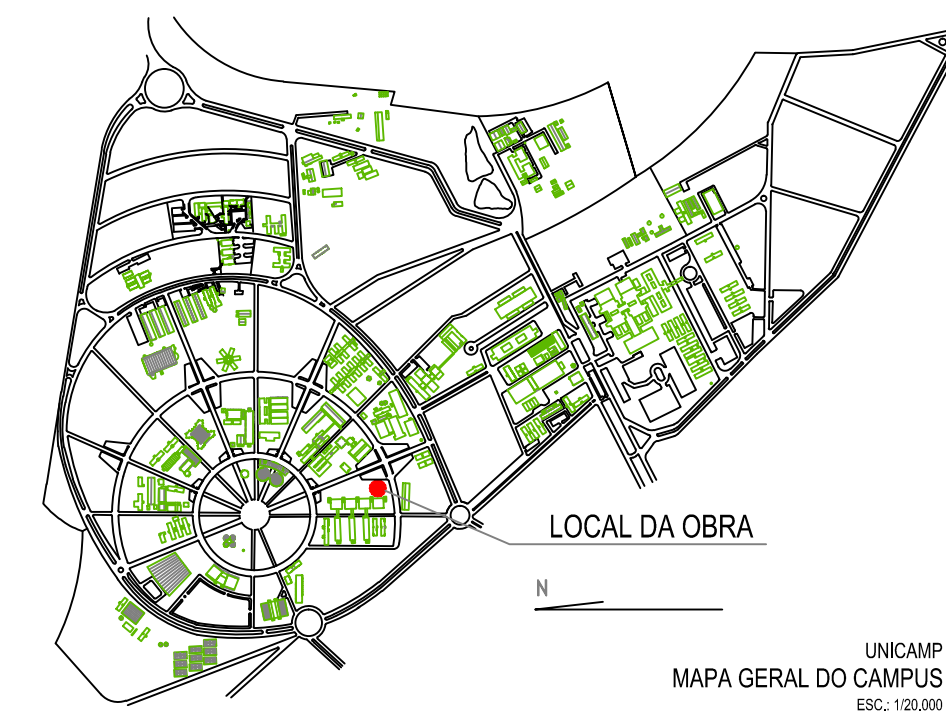 LOCAL DA OBRA
N
UNICAMP
MAPA GERAL DO CAMPUS
ESC.: 1/20.000